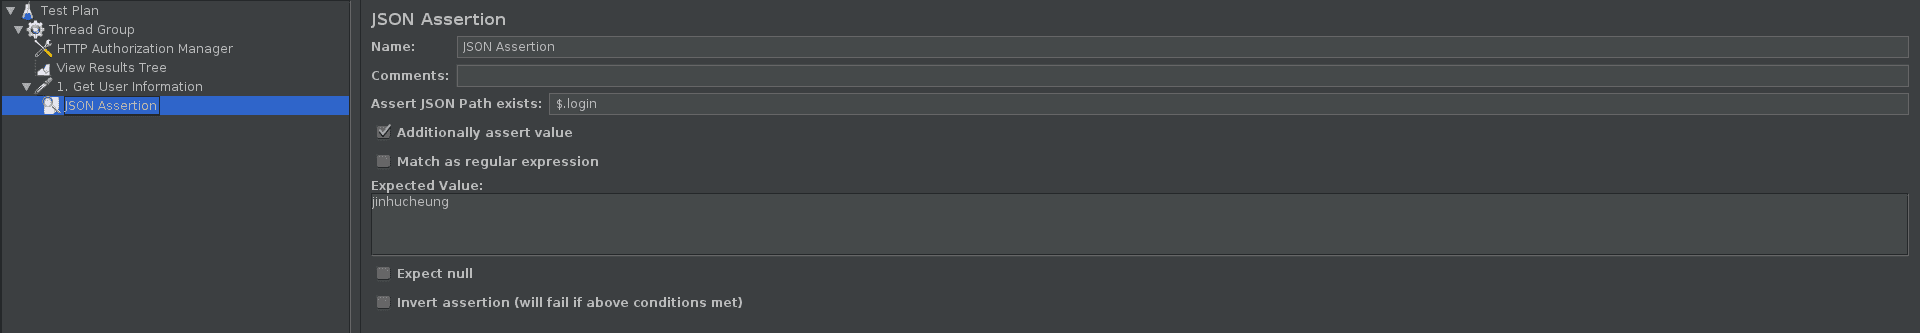 Test Plan
Thread Group
HTTP Authorization Manager
View Results Tree
1. Get User Information
JSON Assertion
JSON Assertion
Name: JSON Assertion
Comments:
Assert JSON Path exists: $.login
Additionally assert value
Match as regular expression
Expected Value:
jinhucheung
Expect null
Invert assertion (will fail if above conditions met)